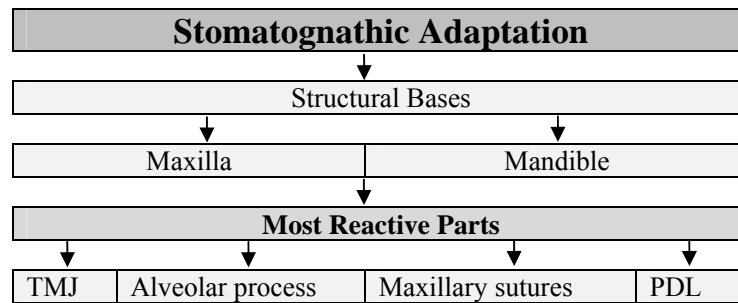 Stomatognathic Adaptation
Structural Bases
Maxilla Mandible
Most Reactive Parts
TMJ Alveolar process Maxillary sutures PDL